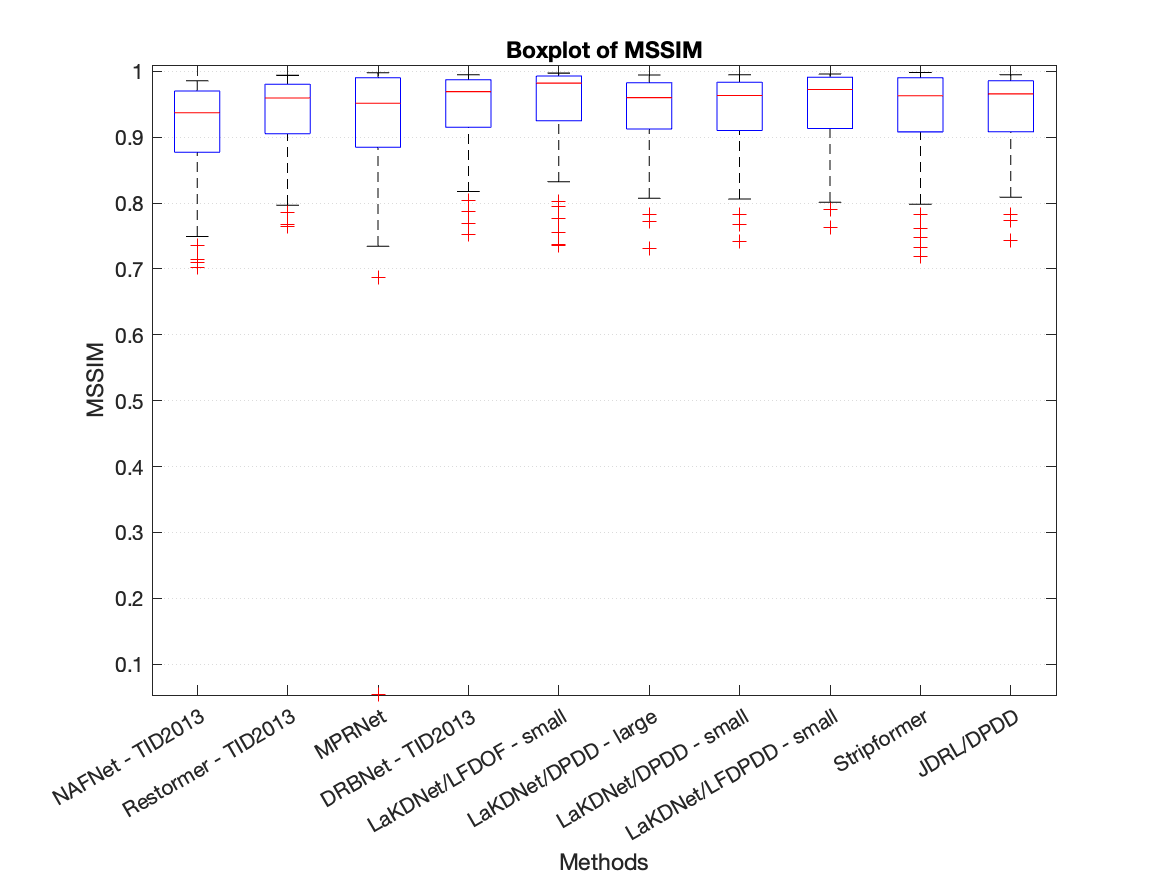 Boxplot of MSSIM
1
0.9
0.8
0.7
0.6
0.5
0.4
0.3
0.2
0.1
MSSIM
NAFNet - TID2013
Restormer - TID2013
MPRNet
DRBNet - TID2013
LaKDNet/LFDOF - small
LaKDNet/DPDD - large
LaKDNet/DPDD - small
LaKDNet/LFDPDD - small
Stripformer
JDRL/DPDD
Methods